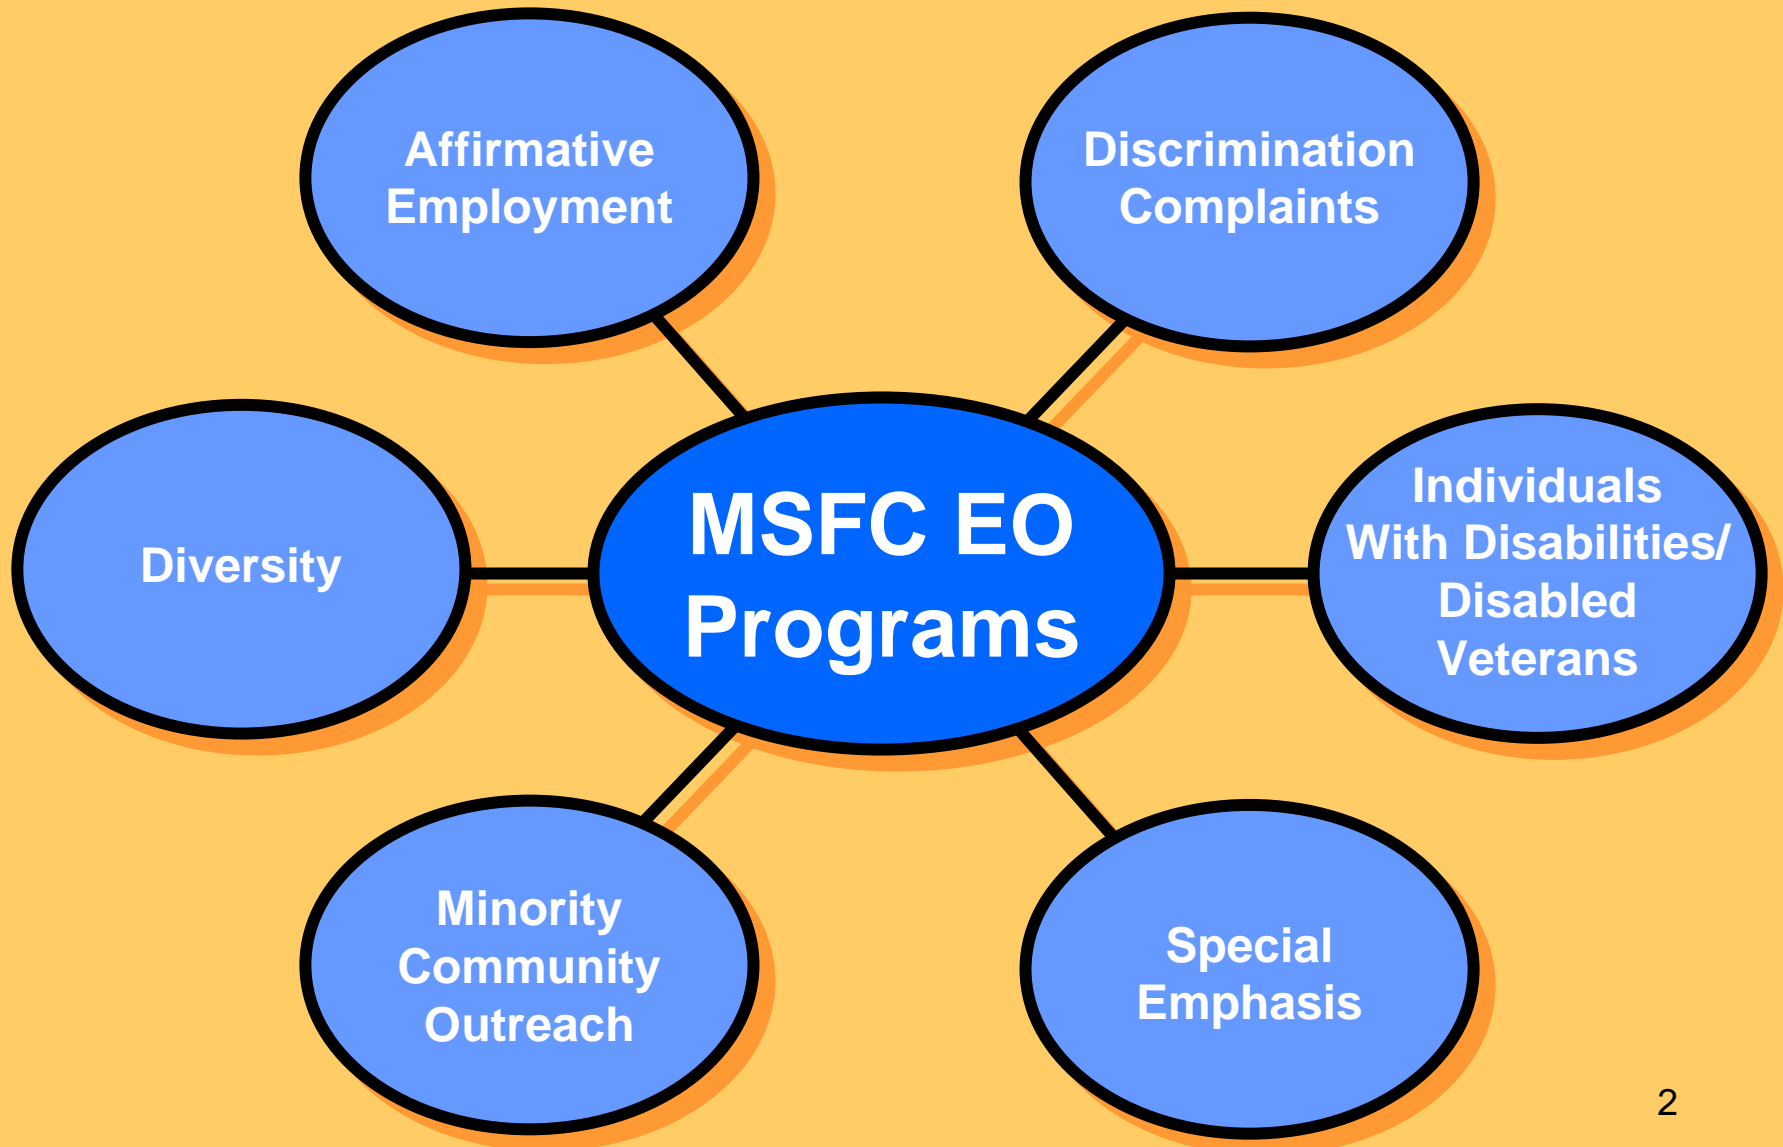 Affirmative
Employment
Discrimination
Complaints
Diversity
MSFC EO
Programs
Individuals
With Disabilities/
Disabled
Veterans
Minority
Community
Outreach
Special
Emphasis
2